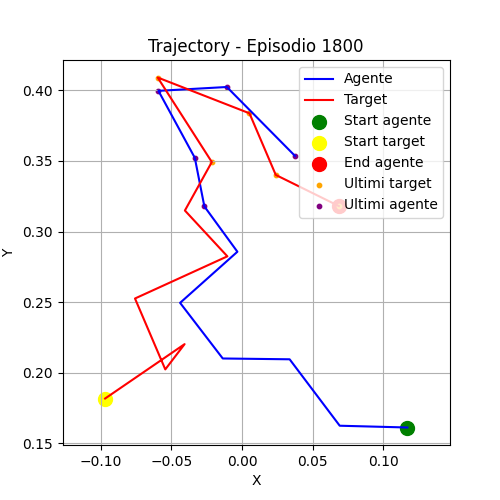 Trajectory - Episodio 1800
Agente
Target
Start agente
Start target
End agente
Ultimi target
Ultimi agente
0.40
0.35
0.30
0.25
0.20
0.15
Y
−0.10
−0.05
0.00
0.05
0.10
X